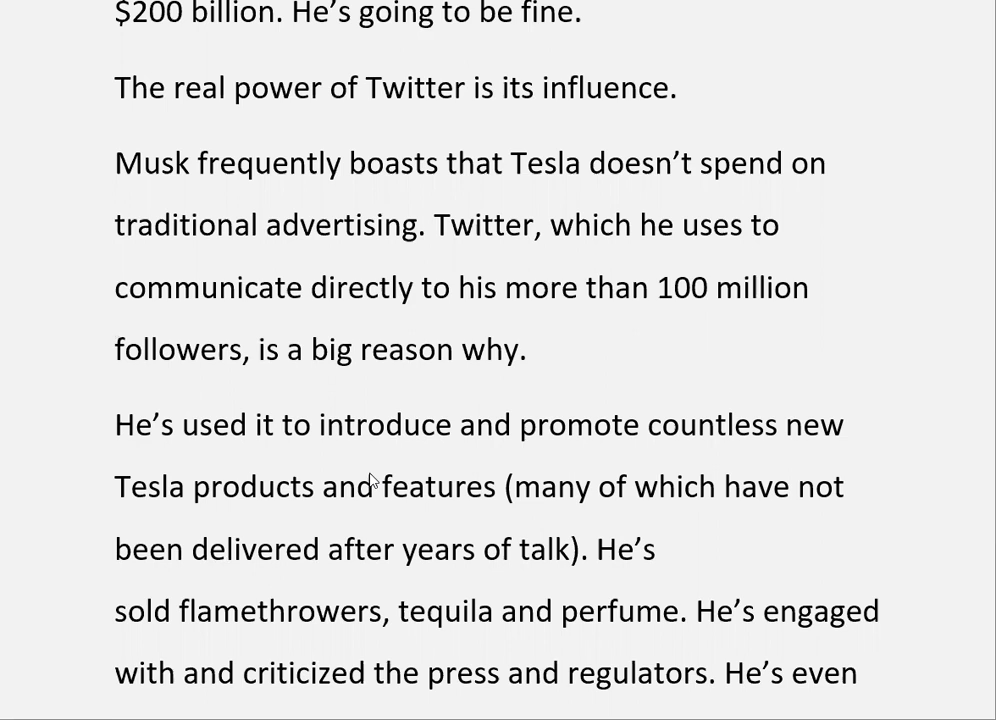 $200 billion. He’s going to be fine.
The real power of Twitter is its influence.
Musk frequently boasts that Tesla doesn’t spend on
traditional advertising. Twitter, which he uses to
communicate directly to his more than 100 million
followers, is a big reason why.
He’s used it to introduce and promote countless new
Tesla products and features (many of which have not
been delivered after years of talk). He’s
sold flamethrowers, tequila and perfume. He’s engaged
with and criticized the press and regulators. He’s even